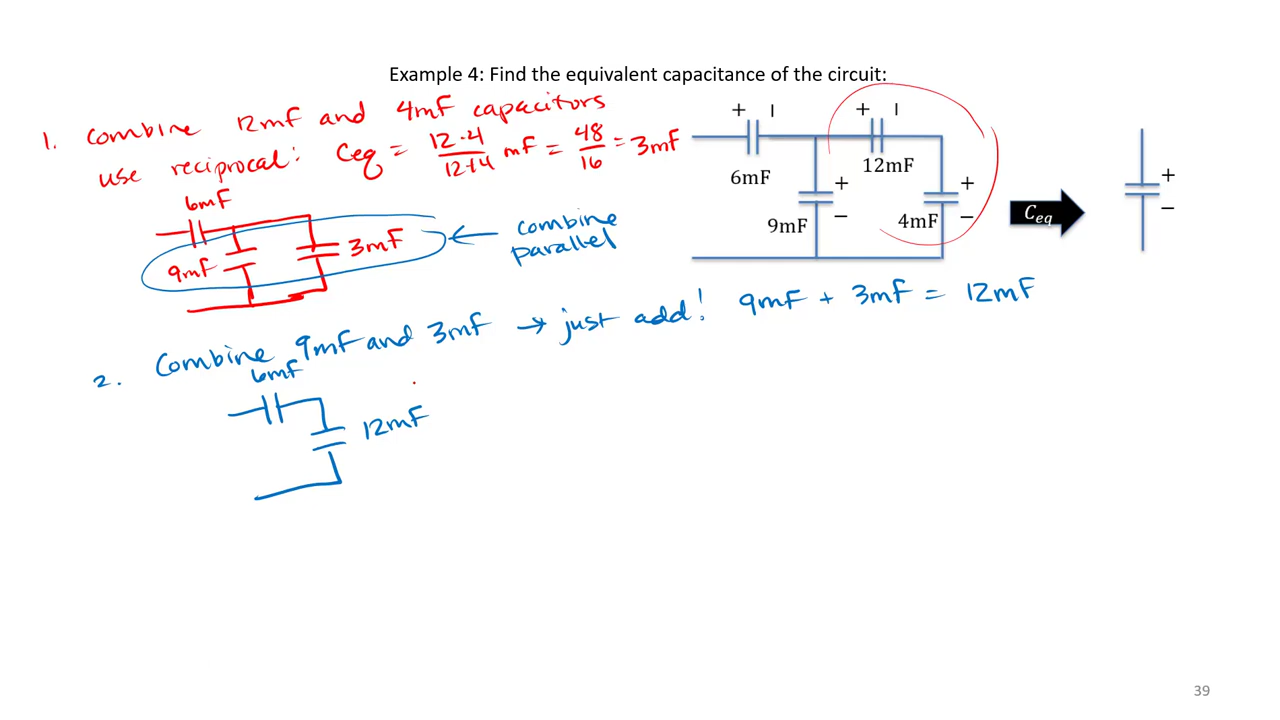 Example 4: Find the equivalent capacitance of the circuit:
1. Combine 12mF and 4mF capacitors
use reciprocal: Ceq = 12·4/12+4 mF = 48/16 = 3mF
6mF
9mF
3mF
← combine parallel
+ |
+ |
6mF
12mF
+
−
9mF
+
−
4mF
C_eq
+
−
2. Combine 9mF and 3mF → just add! 9mF + 3mF = 12mF
6mF
12mF
39